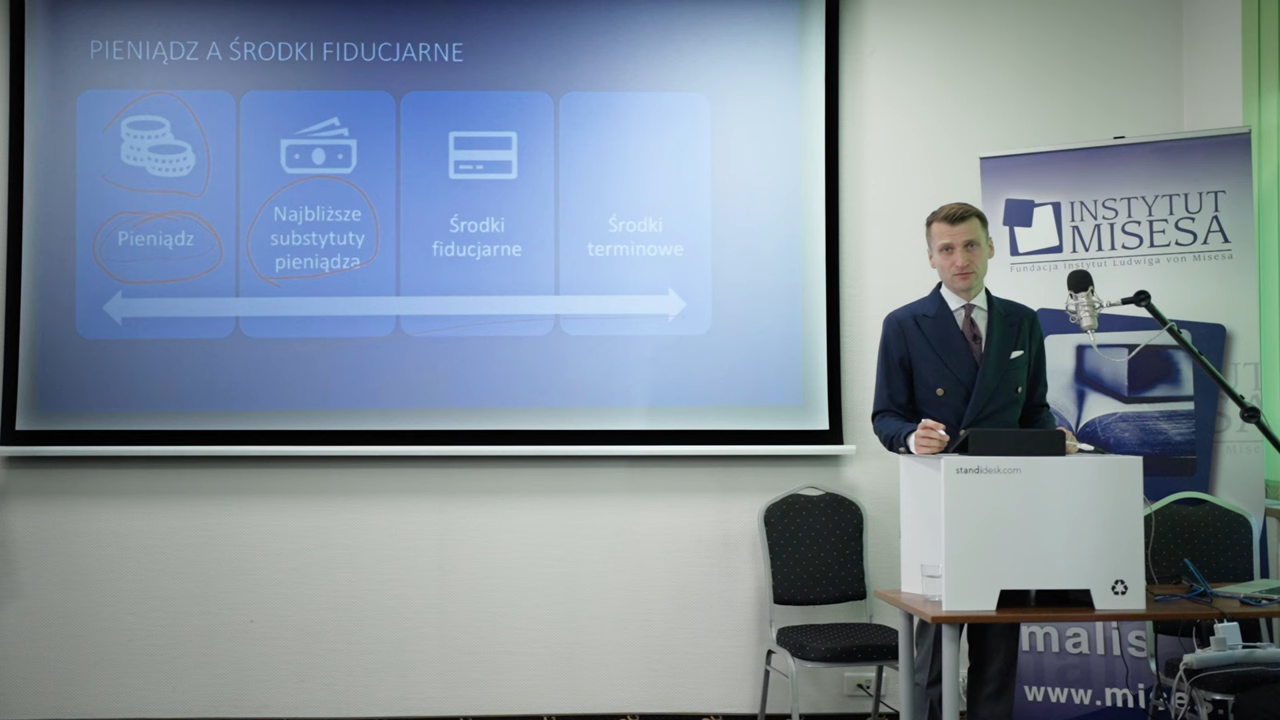 PIENIĄDZ A ŚRODKI FIDUCJARNE
Pieniądz
Najbliższe
substytuty
pieniądza
Środki
fiducjarne
Środki
terminowe
INSTYTUT
MISESA
Fundacja Instytut Ludwiga von Misesa
standidesk.com
malis
www.mises